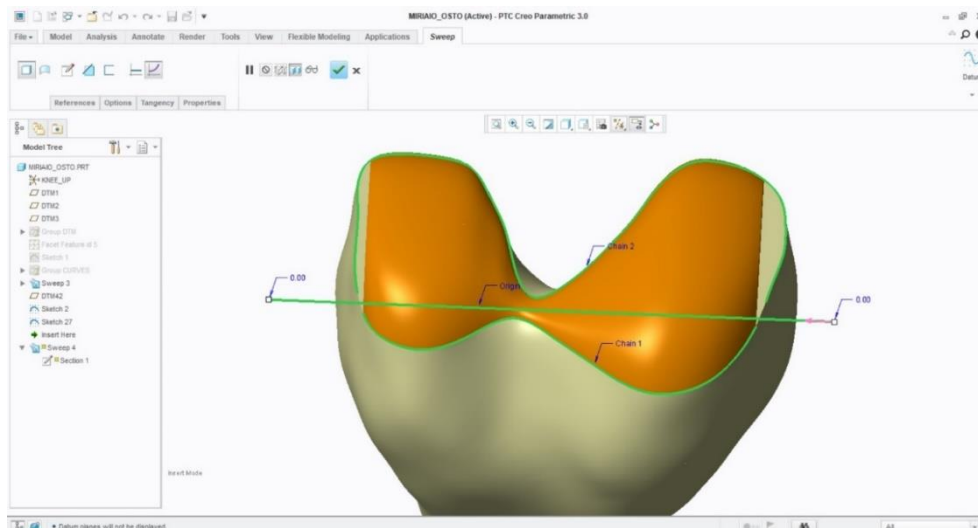 MIRIAIO_OSTO (Active) - PTC Creo Parametric 3.0
File Model Analysis Annotate Render Tools View Flexible Modeling Applications Sweep
Datum
References Options Tangency Properties
Model Tree
MIRIAIO_OSTO.PRT
KNEE_UP
DTM1
DTM2
DTM3
Group DTM
Facet Feature id 5
Sketch 1
Group CURVES
Sweep 3
DTM42
Sketch 2
Sketch 27
Insert Here
Sweep 4
Section 1
Chain 2
0.00
Origin
0.00
Chain 1
Insert Mode
Datum planes will not be displayed
All